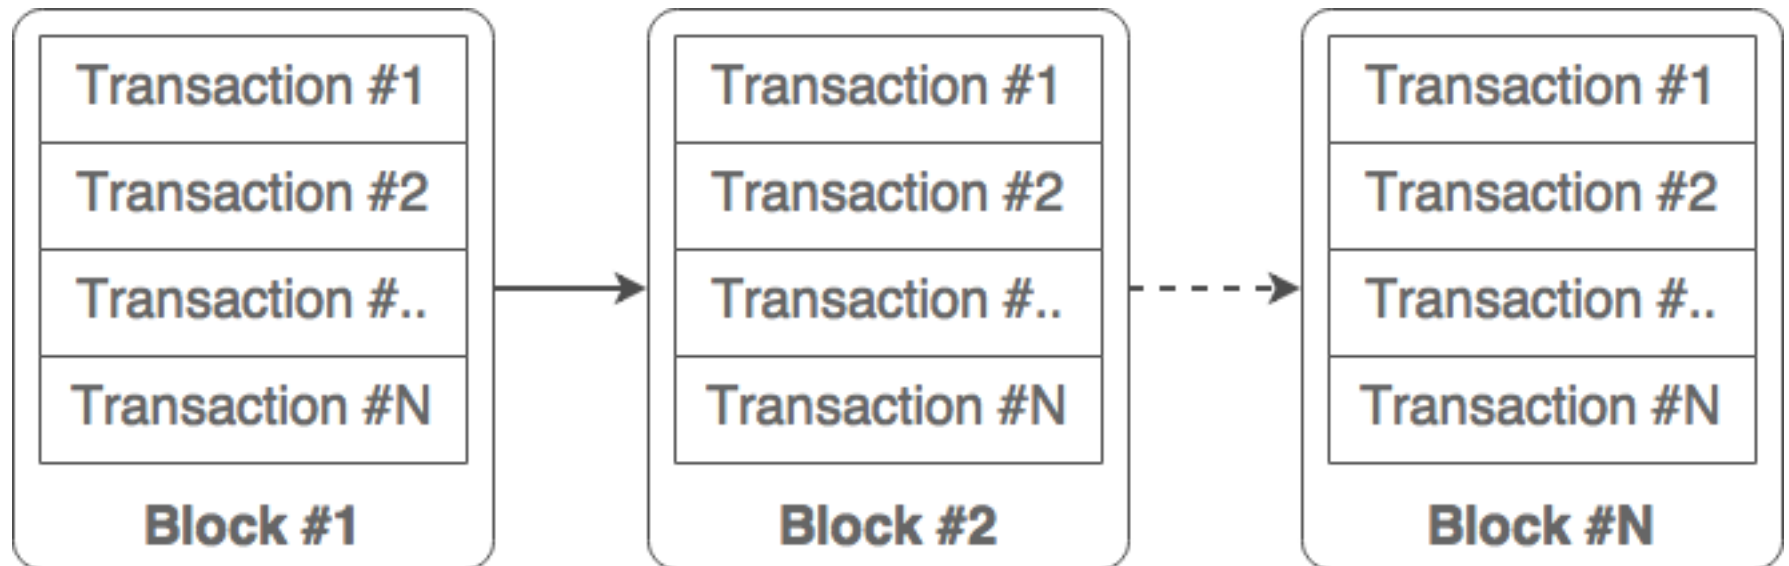 Transaction #1
Transaction #2
Transaction #..
Transaction #N
Block #1
Transaction #1
Transaction #2
Transaction #..
Transaction #N
Block #2
Transaction #1
Transaction #2
Transaction #..
Transaction #N
Block #N